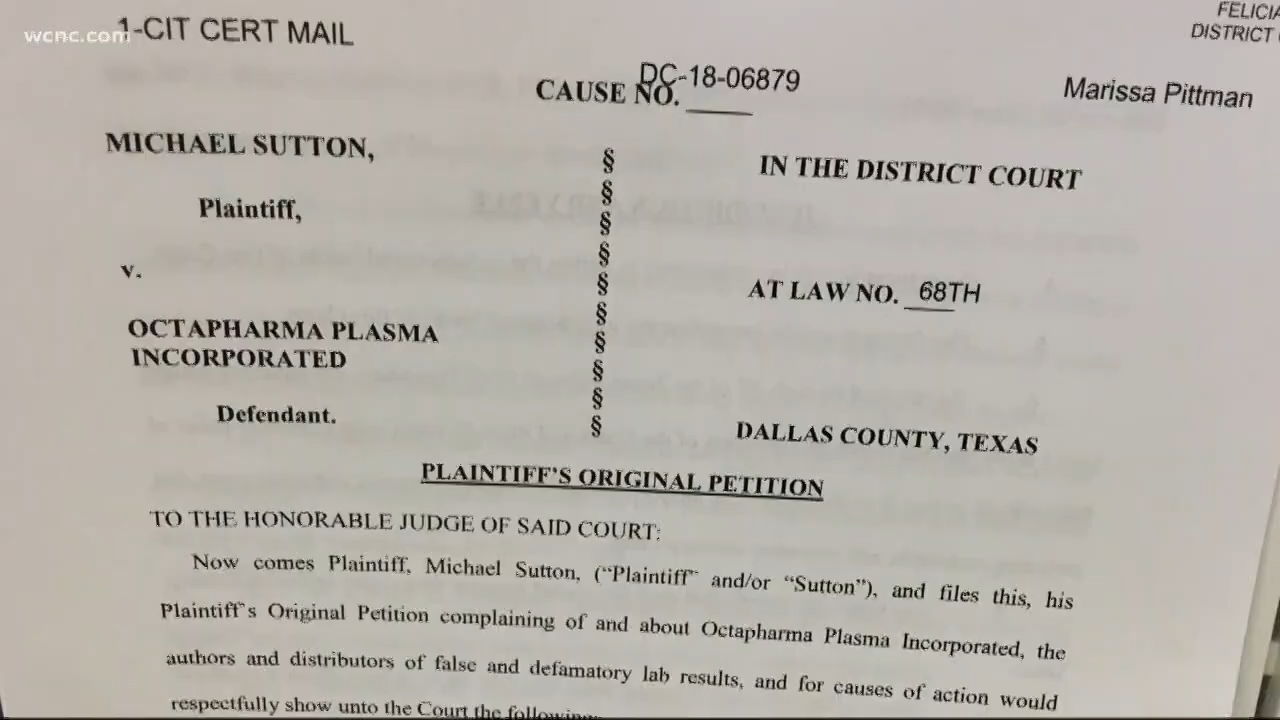 wcnc.com
1-CIT CERT MAIL
FELICIA
DISTRICT
DC-18-06879
CAUSE NO. ____
Marissa Pittman
MICHAEL SUTTON,
§
IN THE DISTRICT COURT
§
Plaintiff,
§
§
v.
§
AT LAW NO. 68TH
§
OCTAPHARMA PLASMA
§
INCORPORATED
§
§
Defendant.
§
DALLAS COUNTY, TEXAS
PLAINTIFF'S ORIGINAL PETITION
TO THE HONORABLE JUDGE OF SAID COURT:
Now comes Plaintiff, Michael Sutton, ("Plaintiff" and/or "Sutton"), and files this, his
Plaintiff's Original Petition complaining of and about Octapharma Plasma Incorporated, the
authors and distributors of false and defamatory lab results, and for causes of action would
respectfully show unto the Court the following